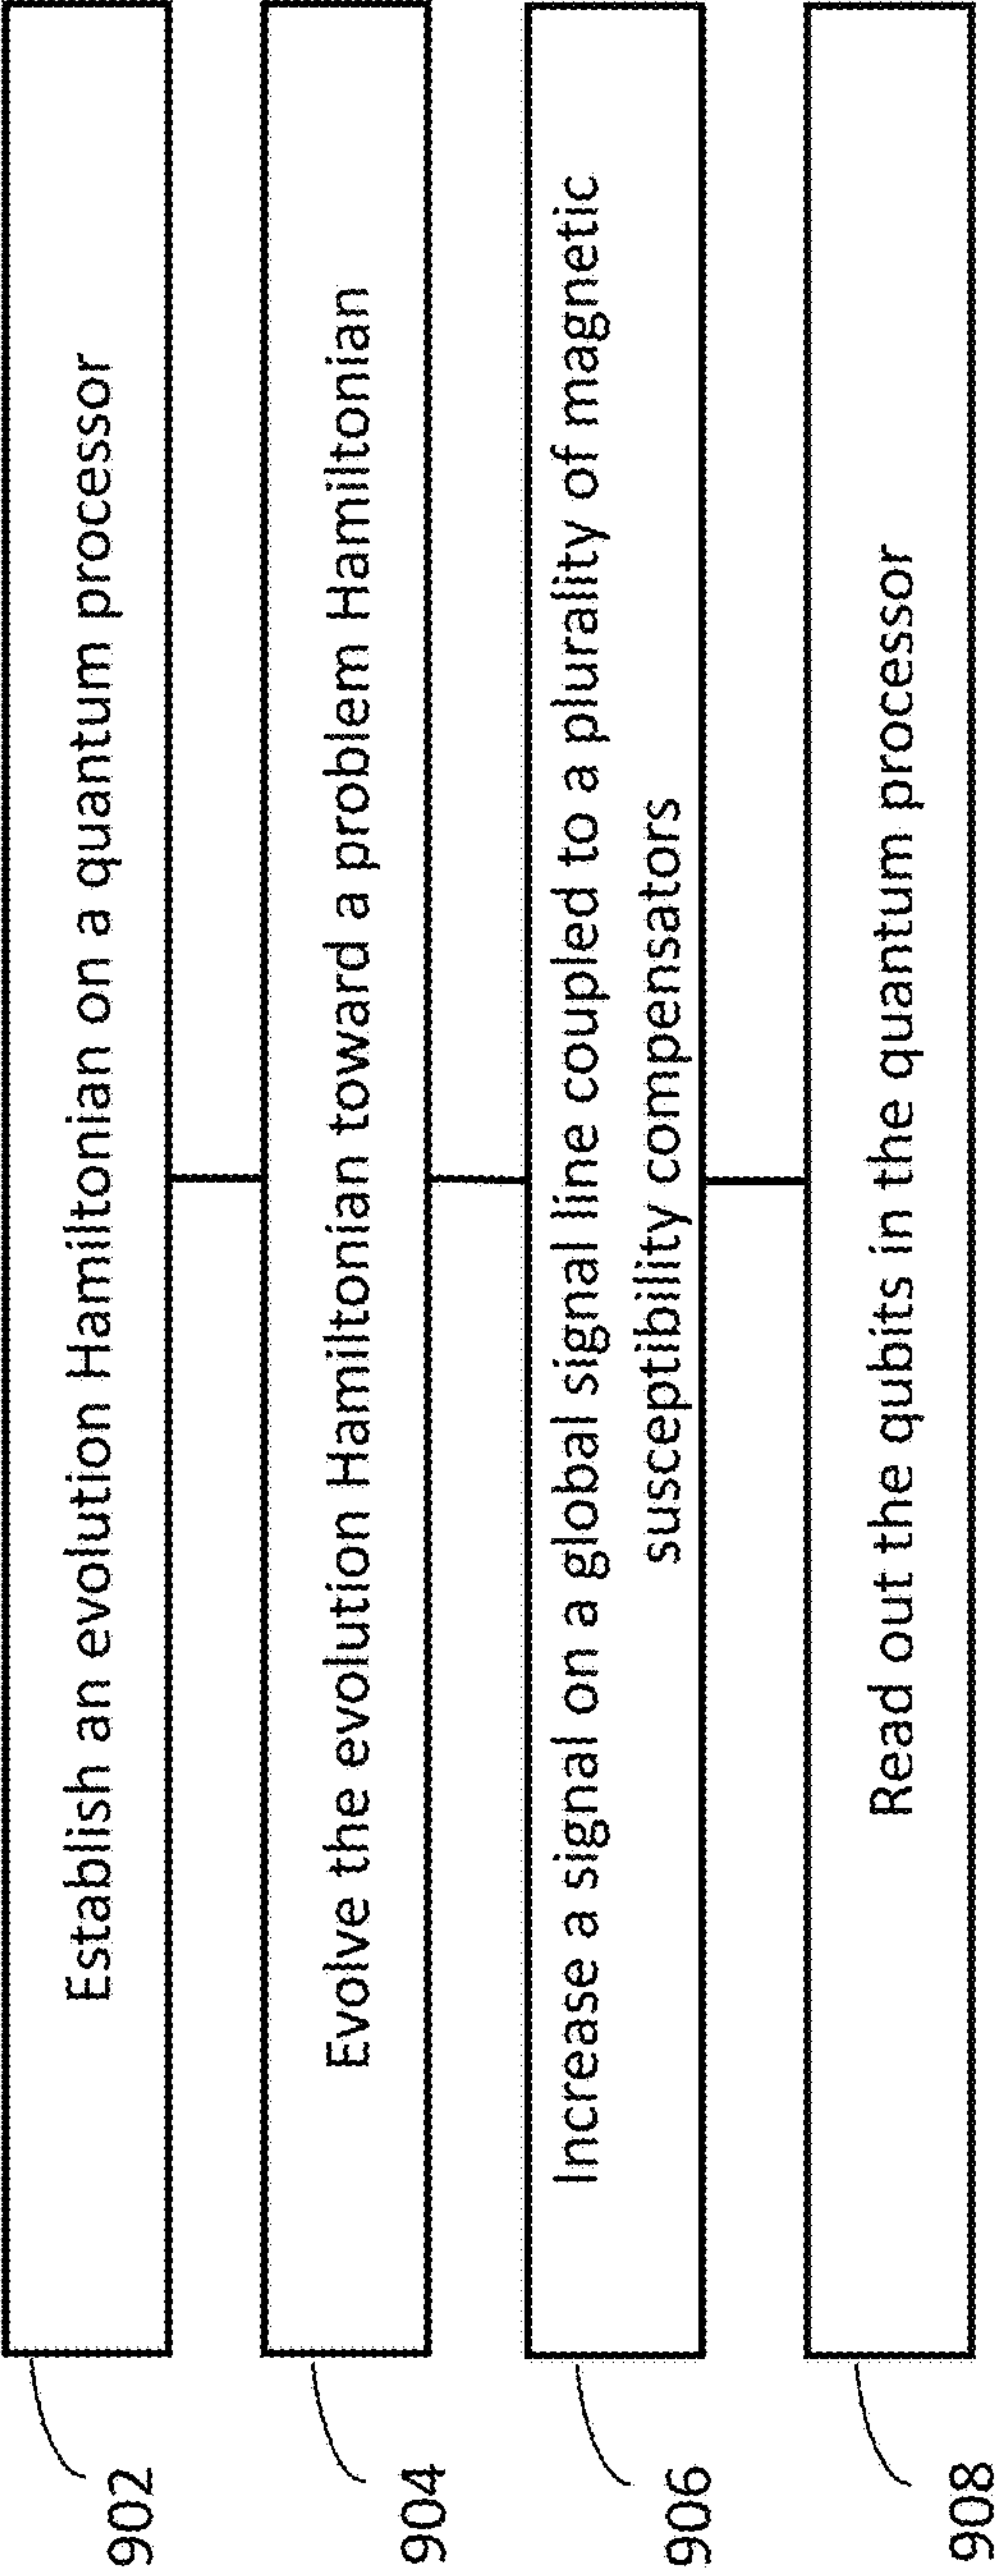 902
Establish an evolution Hamiltonian on a quantum processor
904
Evolve the evolution Hamiltonian toward a problem Hamiltonian
906
Increase a signal on a global signal line coupled to a plurality of magnetic
susceptibility compensators
908
Read out the qubits in the quantum processor